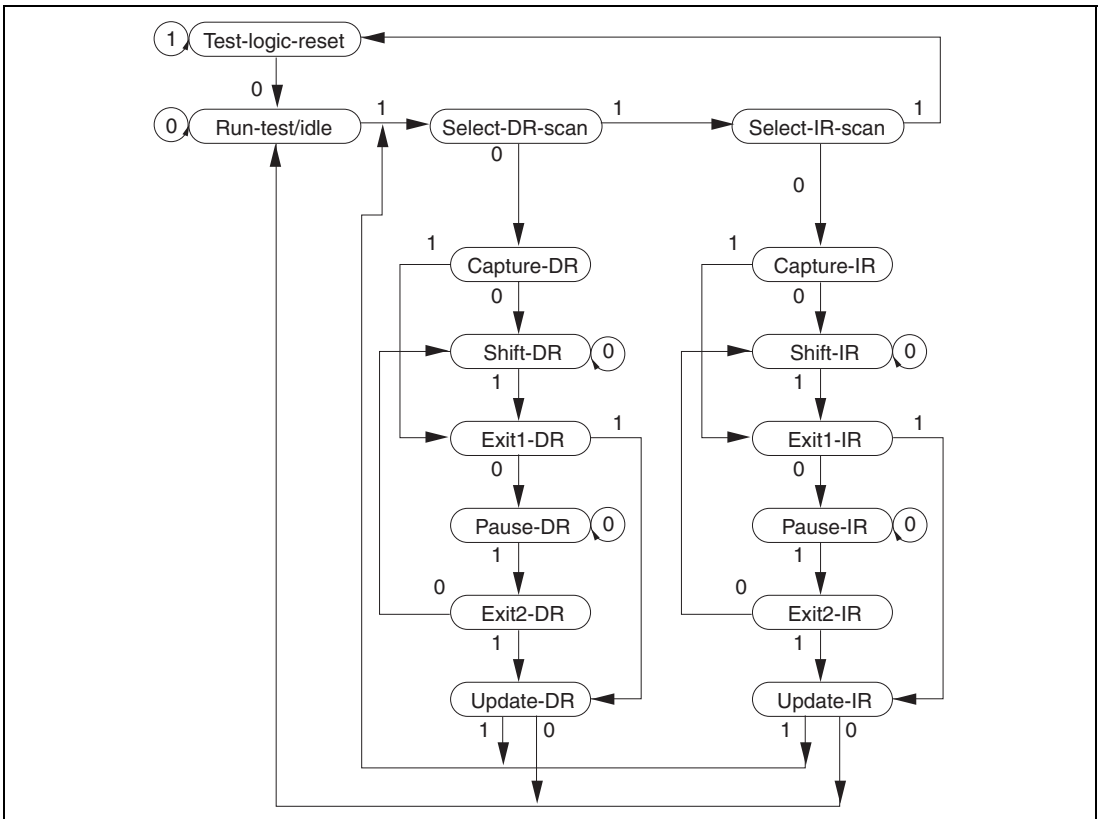 1 Test-logic-reset
0
0 Run-test/idle 1 Select-DR-scan 1 Select-IR-scan 1
0
0
1 1
Capture-DR Capture-IR
0 0
Shift-DR 0 Shift-IR 0
1 1
1 1
Exit1-DR Exit1-IR
0 0
Pause-DR 0 Pause-IR 0
1 1
0 0
Exit2-DR Exit2-IR
1 1
Update-DR Update-IR
1 0 1 0